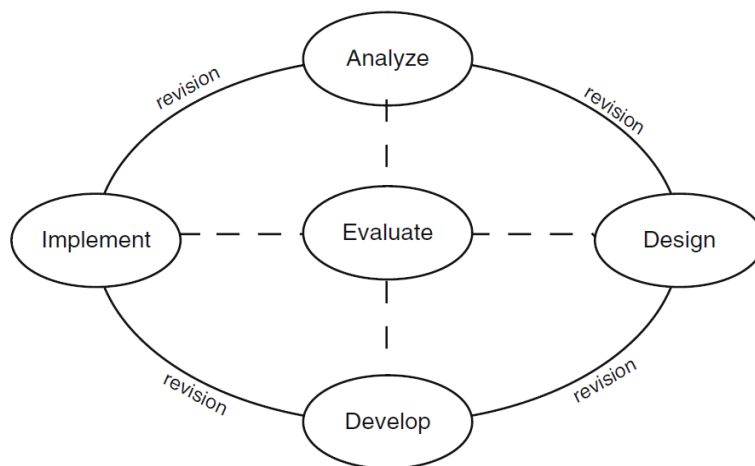 Analyze
revision
revision
Implement
Evaluate
Design
revision
revision
Develop